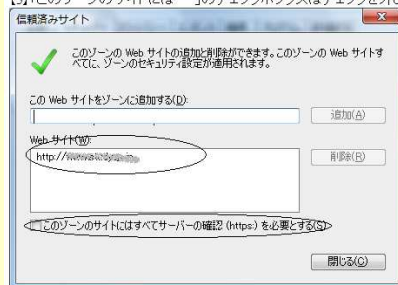 信頼済みサイト
このゾーンの Web サイトの追加と削除ができます。このゾーンの Web サイトす
べてに、ゾーンのセキュリティ設定が適用されます。
この Web サイトをゾーンに追加する(D):
追加(A)
Web サイト(W):
http://
削除(R)
このゾーンのサイトにはすべてサーバーの確認 (https:) を必要とする(S)
閉じる(C)